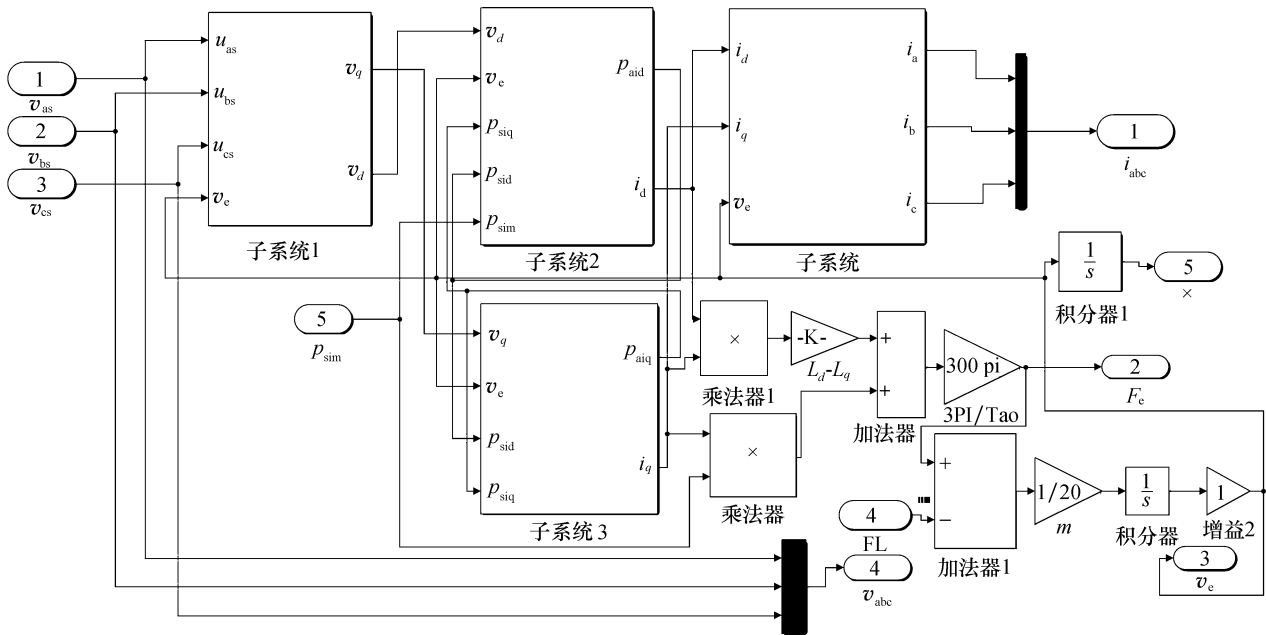 1
v_as
2
v_bs
3
v_cs
u_as
u_bs
u_cs
v_e
v_q
v_d
子系统1
v_d
v_e
p_siq
p_sid
p_sim
p_aid
i_d
子系统2
i_d
i_q
v_e
i_a
i_b
i_c
子系统
1
i_abc
1/s
积分器1
5
×
5
p_sim
v_q
v_e
p_sid
p_siq
p_aiq
i_q
子系统3
×
乘法器1
-K-
L_d-L_q
+
+
加法器
300 pi
3PI/Tao
2
F_e
×
乘法器
4
FL
+
−
加法器1
1/20
m
1/s
积分器
1
增益2
3
v_e
4
v_abc